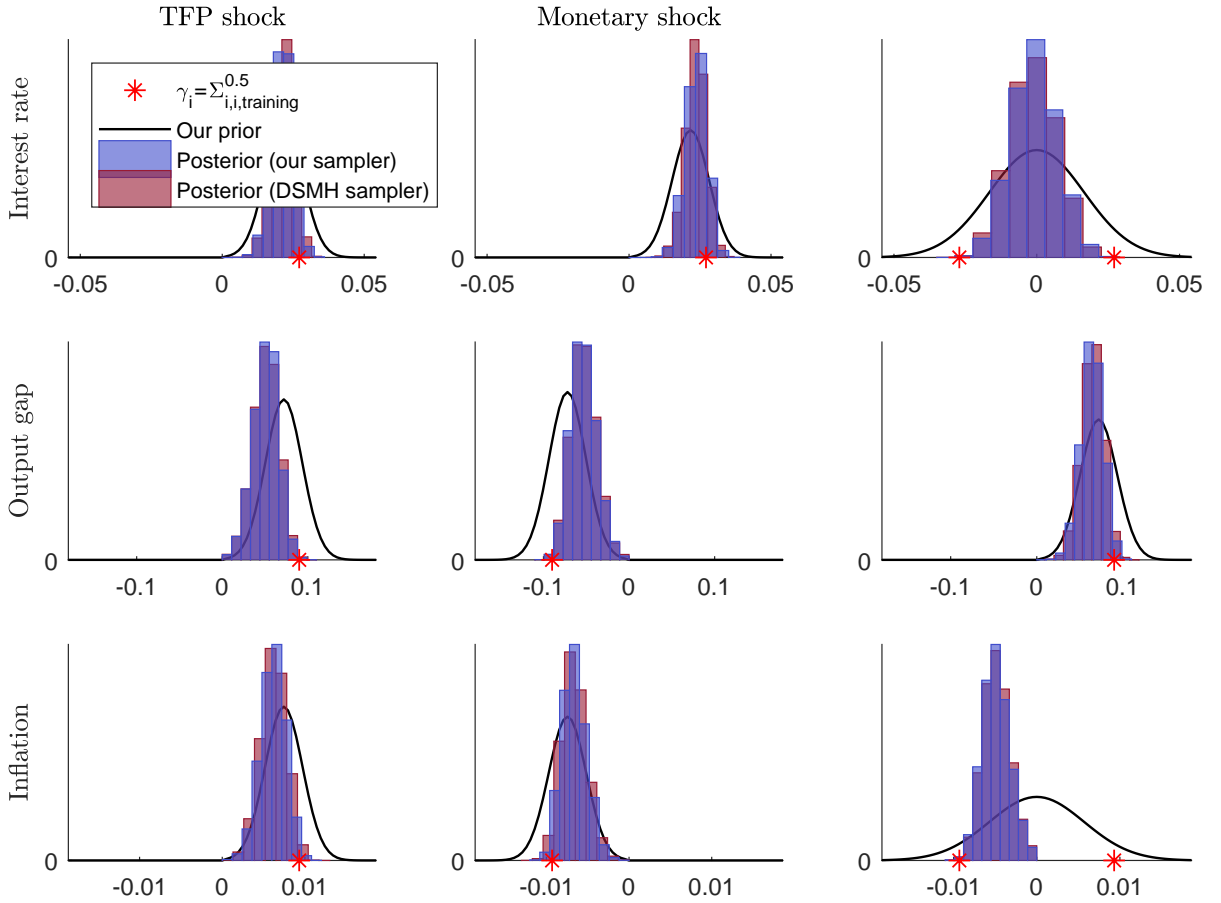 TFP shock
Monetary shock
Interest rate
γi=Σ0.5i,i,training
Our prior
Posterior (our sampler)
Posterior (DSMH sampler)
0
-0.05 0 0.05
0
-0.05 0 0.05
0
-0.05 0 0.05
Output gap
0
-0.1 0 0.1
0
-0.1 0 0.1
0
-0.1 0 0.1
Inflation
0
-0.01 0 0.01
0
-0.01 0 0.01
0
-0.01 0 0.01